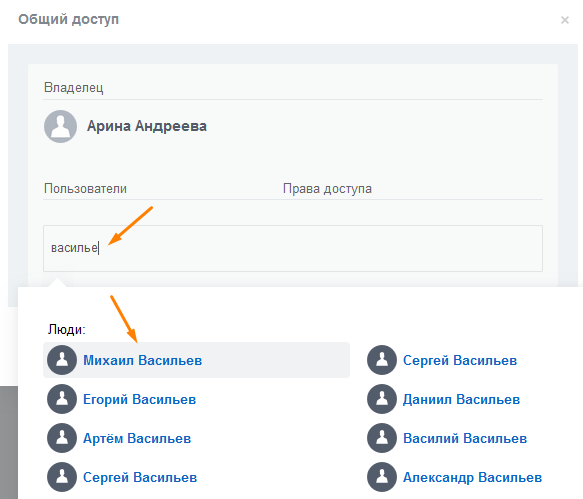 Общий доступ
Владелец
Арина Андреева
Пользователи Права доступа
василье
Люди:
Михаил Васильев Сергей Васильев
Егорий Васильев Даниил Васильев
Артём Васильев Василий Васильев
Сергей Васильев Александр Васильев